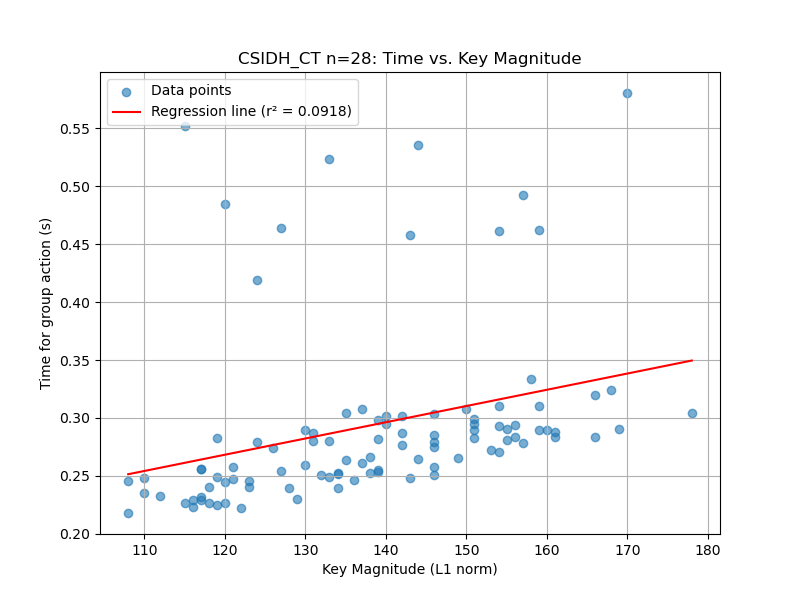 CSIDH_CT n=28: Time vs. Key Magnitude
Data points
Regression line (r² = 0.0918)
Time for group action (s)
0.55
0.50
0.45
0.40
0.35
0.30
0.25
0.20
110 120 130 140 150 160 170 180
Key Magnitude (L1 norm)